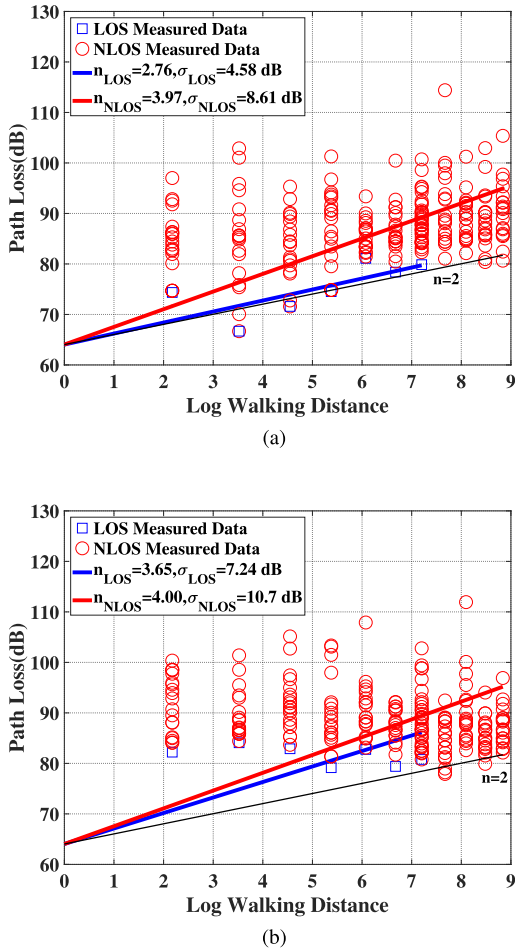 130
120
110
100
90
80
70
60
Path Loss(dB)
LOS Measured Data
NLOS Measured Data
nLOS=2.76,σLOS=4.58 dB
nNLOS=3.97,σNLOS=8.61 dB
n=2
0 1 2 3 4 5 6 7 8 9
Log Walking Distance
(a)
130
120
110
100
90
80
70
60
Path Loss(dB)
LOS Measured Data
NLOS Measured Data
nLOS=3.65,σLOS=7.24 dB
nNLOS=4.00,σNLOS=10.7 dB
n=2
0 1 2 3 4 5 6 7 8 9
Log Walking Distance
(b)